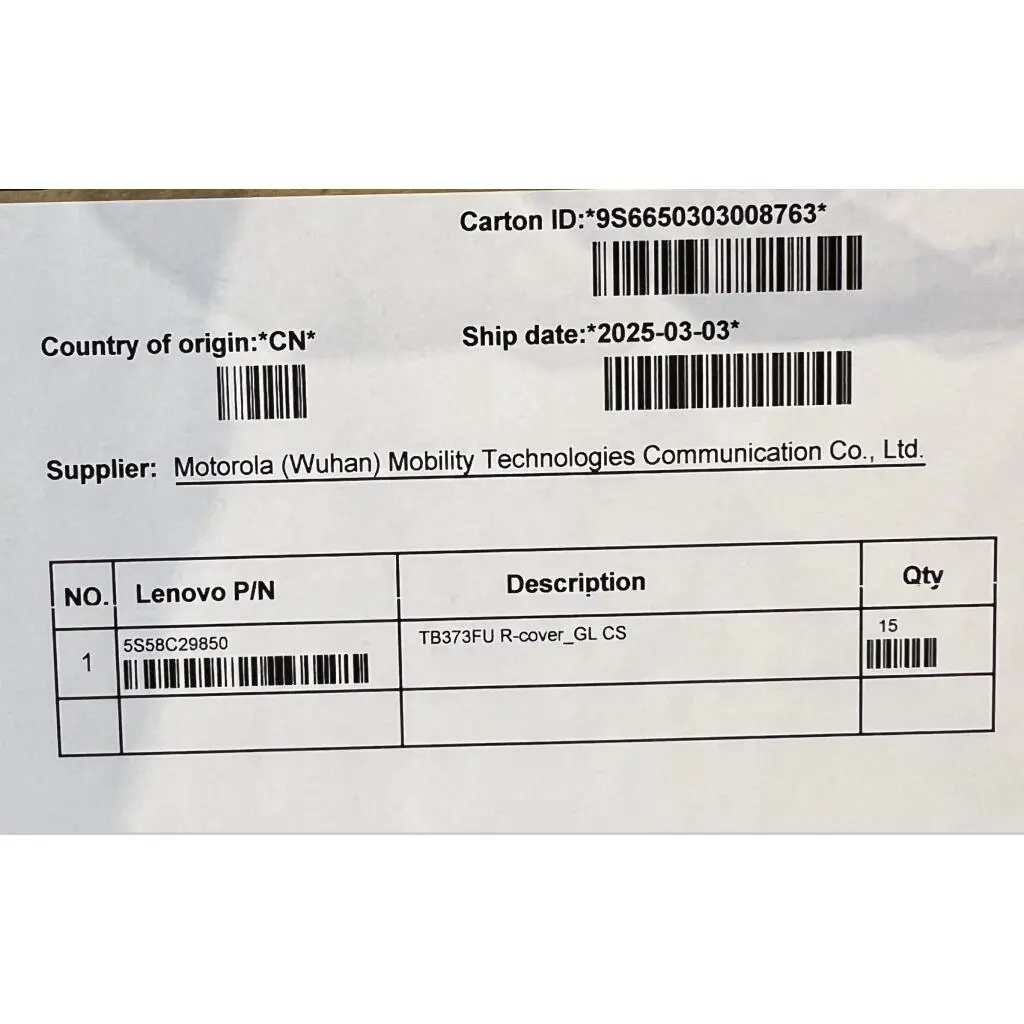 Carton ID:*9S6650303008763*
Country of origin:*CN*
Ship date:*2025-03-03*
Supplier: Motorola (Wuhan) Mobility Technologies Communication Co., Ltd.
NO. Lenovo P/N Description Qty
1 5S58C29850 TB373FU R-cover_GL CS 15